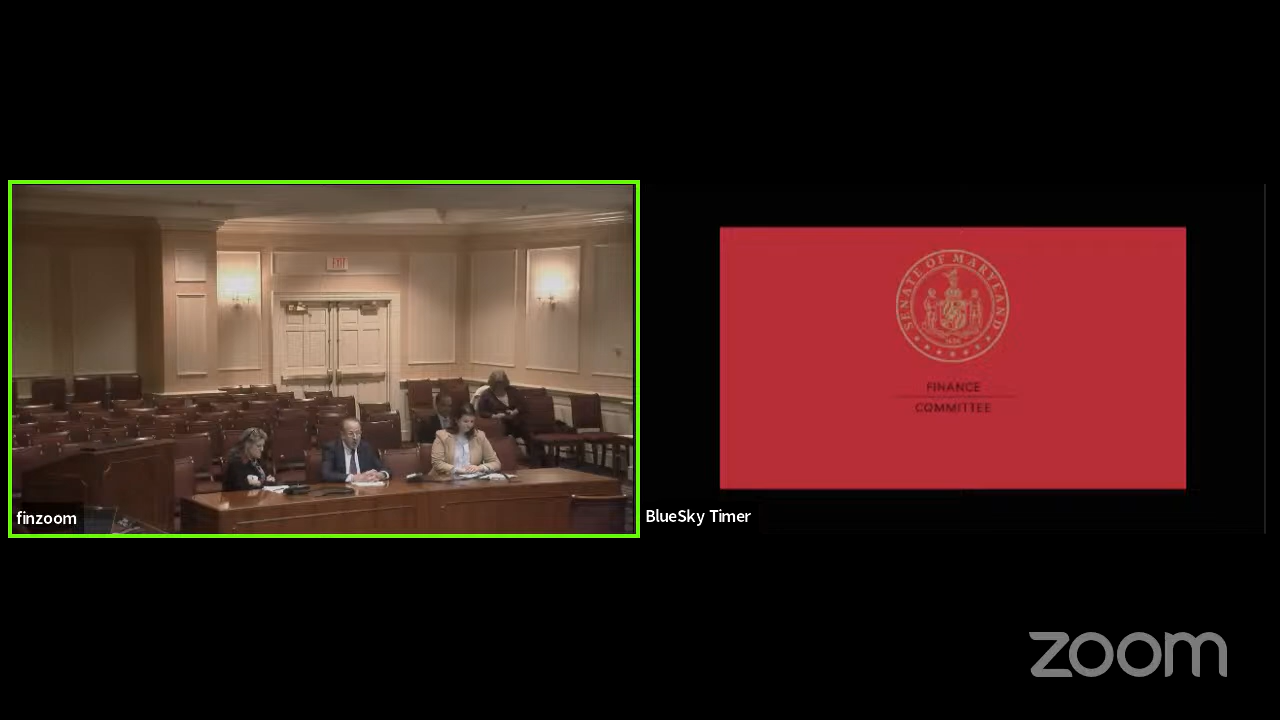 EXIT
finzoom
SENATE OF MARYLAND
FINANCE
COMMITTEE
BlueSky Timer
zoom